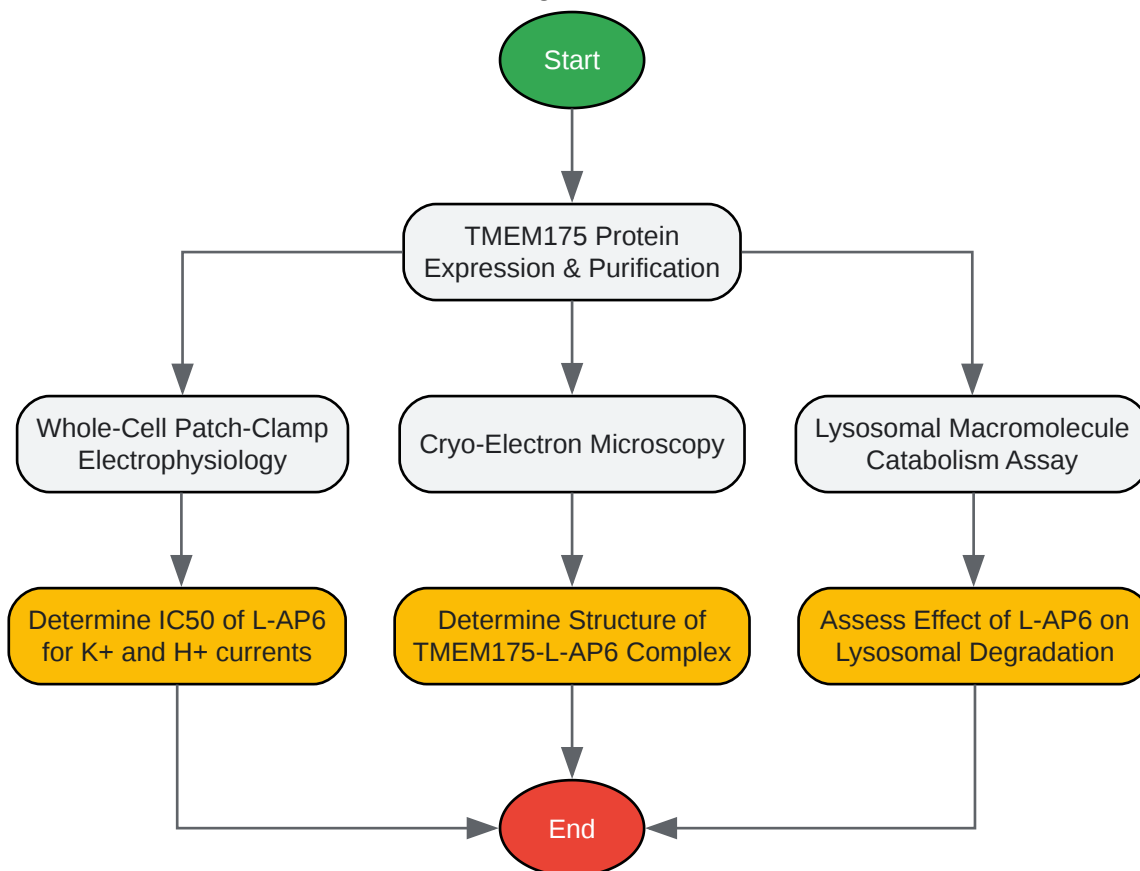 Start
TMEM175 Protein
Expression & Purification
Whole-Cell Patch-Clamp
Electrophysiology
Cryo-Electron Microscopy
Lysosomal Macromolecule
Catabolism Assay
Determine IC50 of L-AP6
for K+ and H+ currents
Determine Structure of
TMEM175-L-AP6 Complex
Assess Effect of L-AP6 on
Lysosomal Degradation
End